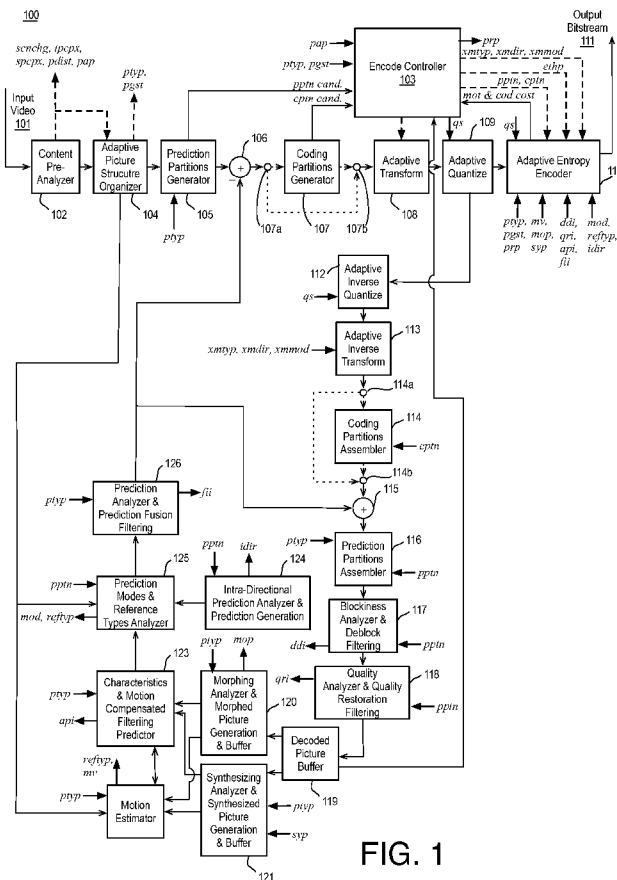 100
scnchg, tpcpx,
spcpx, pdist, pap
ptyp,
pgst
Input
Video
101
Content
Pre-
Analyzer
102
Adaptive
Picture
Strucutre
Organizer
104
Prediction
Partitions
Generator
105
ptyp
106
107a
Coding
Partitions
Generator
107
107b
pap
ptyp, pgst
pptn cand.
cptn cand.
Encode Controller
103
prp
xmtyp, xmdir, xmmod
ethp
pptn, cptn
mot & cod cost
Output
Bitstream
111
Adaptive
Transform
108
qs
109
Adaptive
Quantize
qs
Adaptive Entropy
Encoder
11
ptyp,
pgst,
prp
mv,
mop,
syp
ddi,
qri,
api,
fii
mod,
reftyp,
idir
112
Adaptive
Inverse
Quantize
qs
113
Adaptive
Inverse
Transform
xmtyp, xmdir, xmmod
114a
114
Coding
Partitions
Assembler
cptn
114b
+
115
126
Prediction
Analyzer &
Prediction Fusion
Filtering
ptyp
fii
ptyp
116
Prediction
Partitions
Assembler
pptn
125
Prediction
Modes &
Reference
Types Analyzer
pptn
mod, reftyp
pptn
idir
124
Intra-Directional
Prediction Analyzer &
Prediction Generation
117
Blockiness
Analyzer &
Deblock
Filtering
ddi
pptn
123
Characteristics
& Motion
Compensated
Filteriing
Predictor
ptyp
api
ptyp
mop
Morphing
Analyzer &
Morphed
Picture
Generation
& Buffer
120
qri
118
Quality
Analyzer & Quality
Restoration
Filtering
pptn
Decoded
Picture
Buffer
119
reftyp,
mv
ptyp
Motion
Estimator
Synthesizing
Analyzer &
Synthesized
Picture
Generation
& Buffer
121
ptyp
syp
FIG. 1